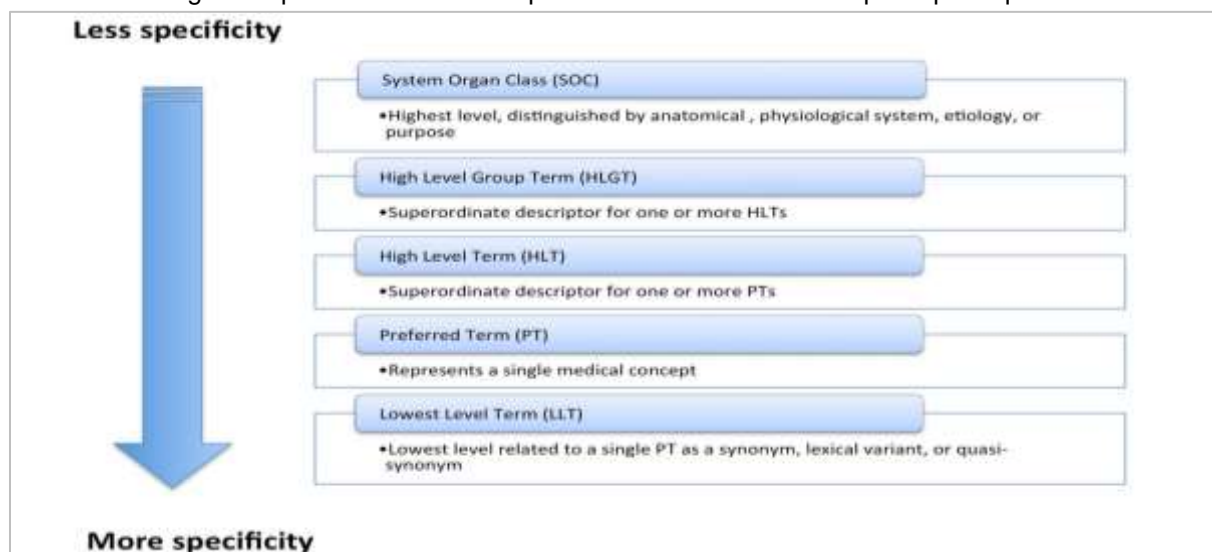 Less specificity
System Organ Class (SOC)
•Highest level, distinguished by anatomical , physiological system, etiology, or
purpose
High Level Group Term (HLGT)
•Superordinate descriptor for one or more HLTs
High Level Term (HLT)
•Superordinate descriptor for one or more PTs
Preferred Term (PT)
•Represents a single medical concept
Lowest Level Term (LLT)
•Lowest level related to a single PT as a synonym, lexical variant, or quasi-
synonym
More specificity